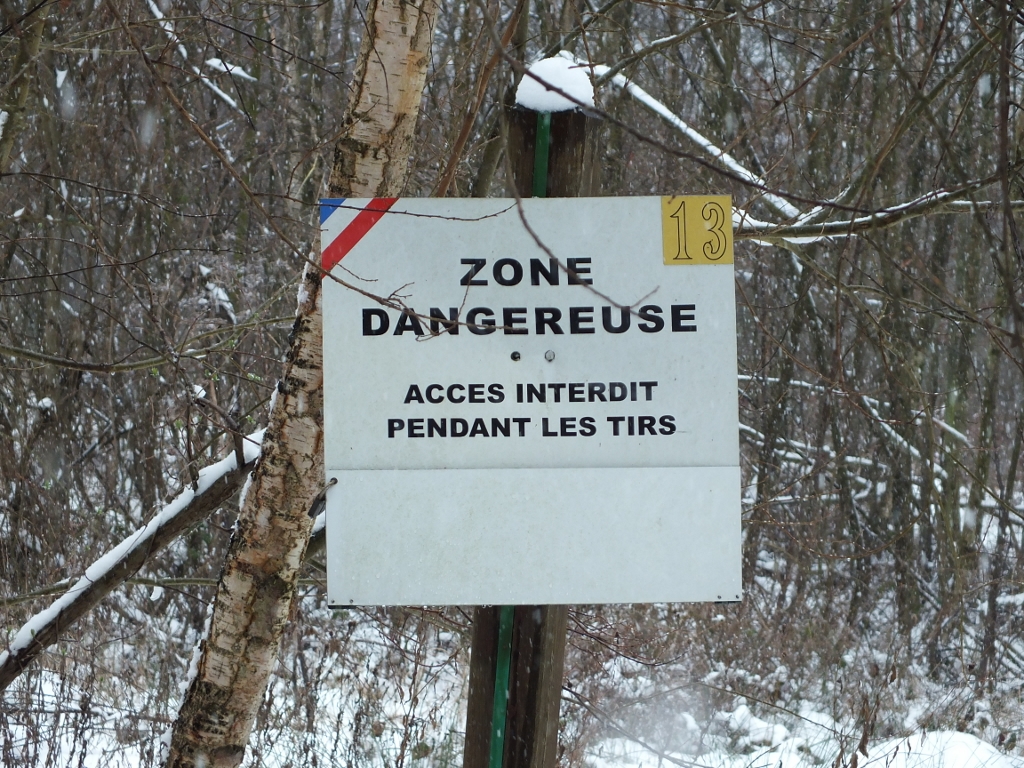 13
ZONE
DANGEREUSE
ACCES INTERDIT
PENDANT LES TIRS